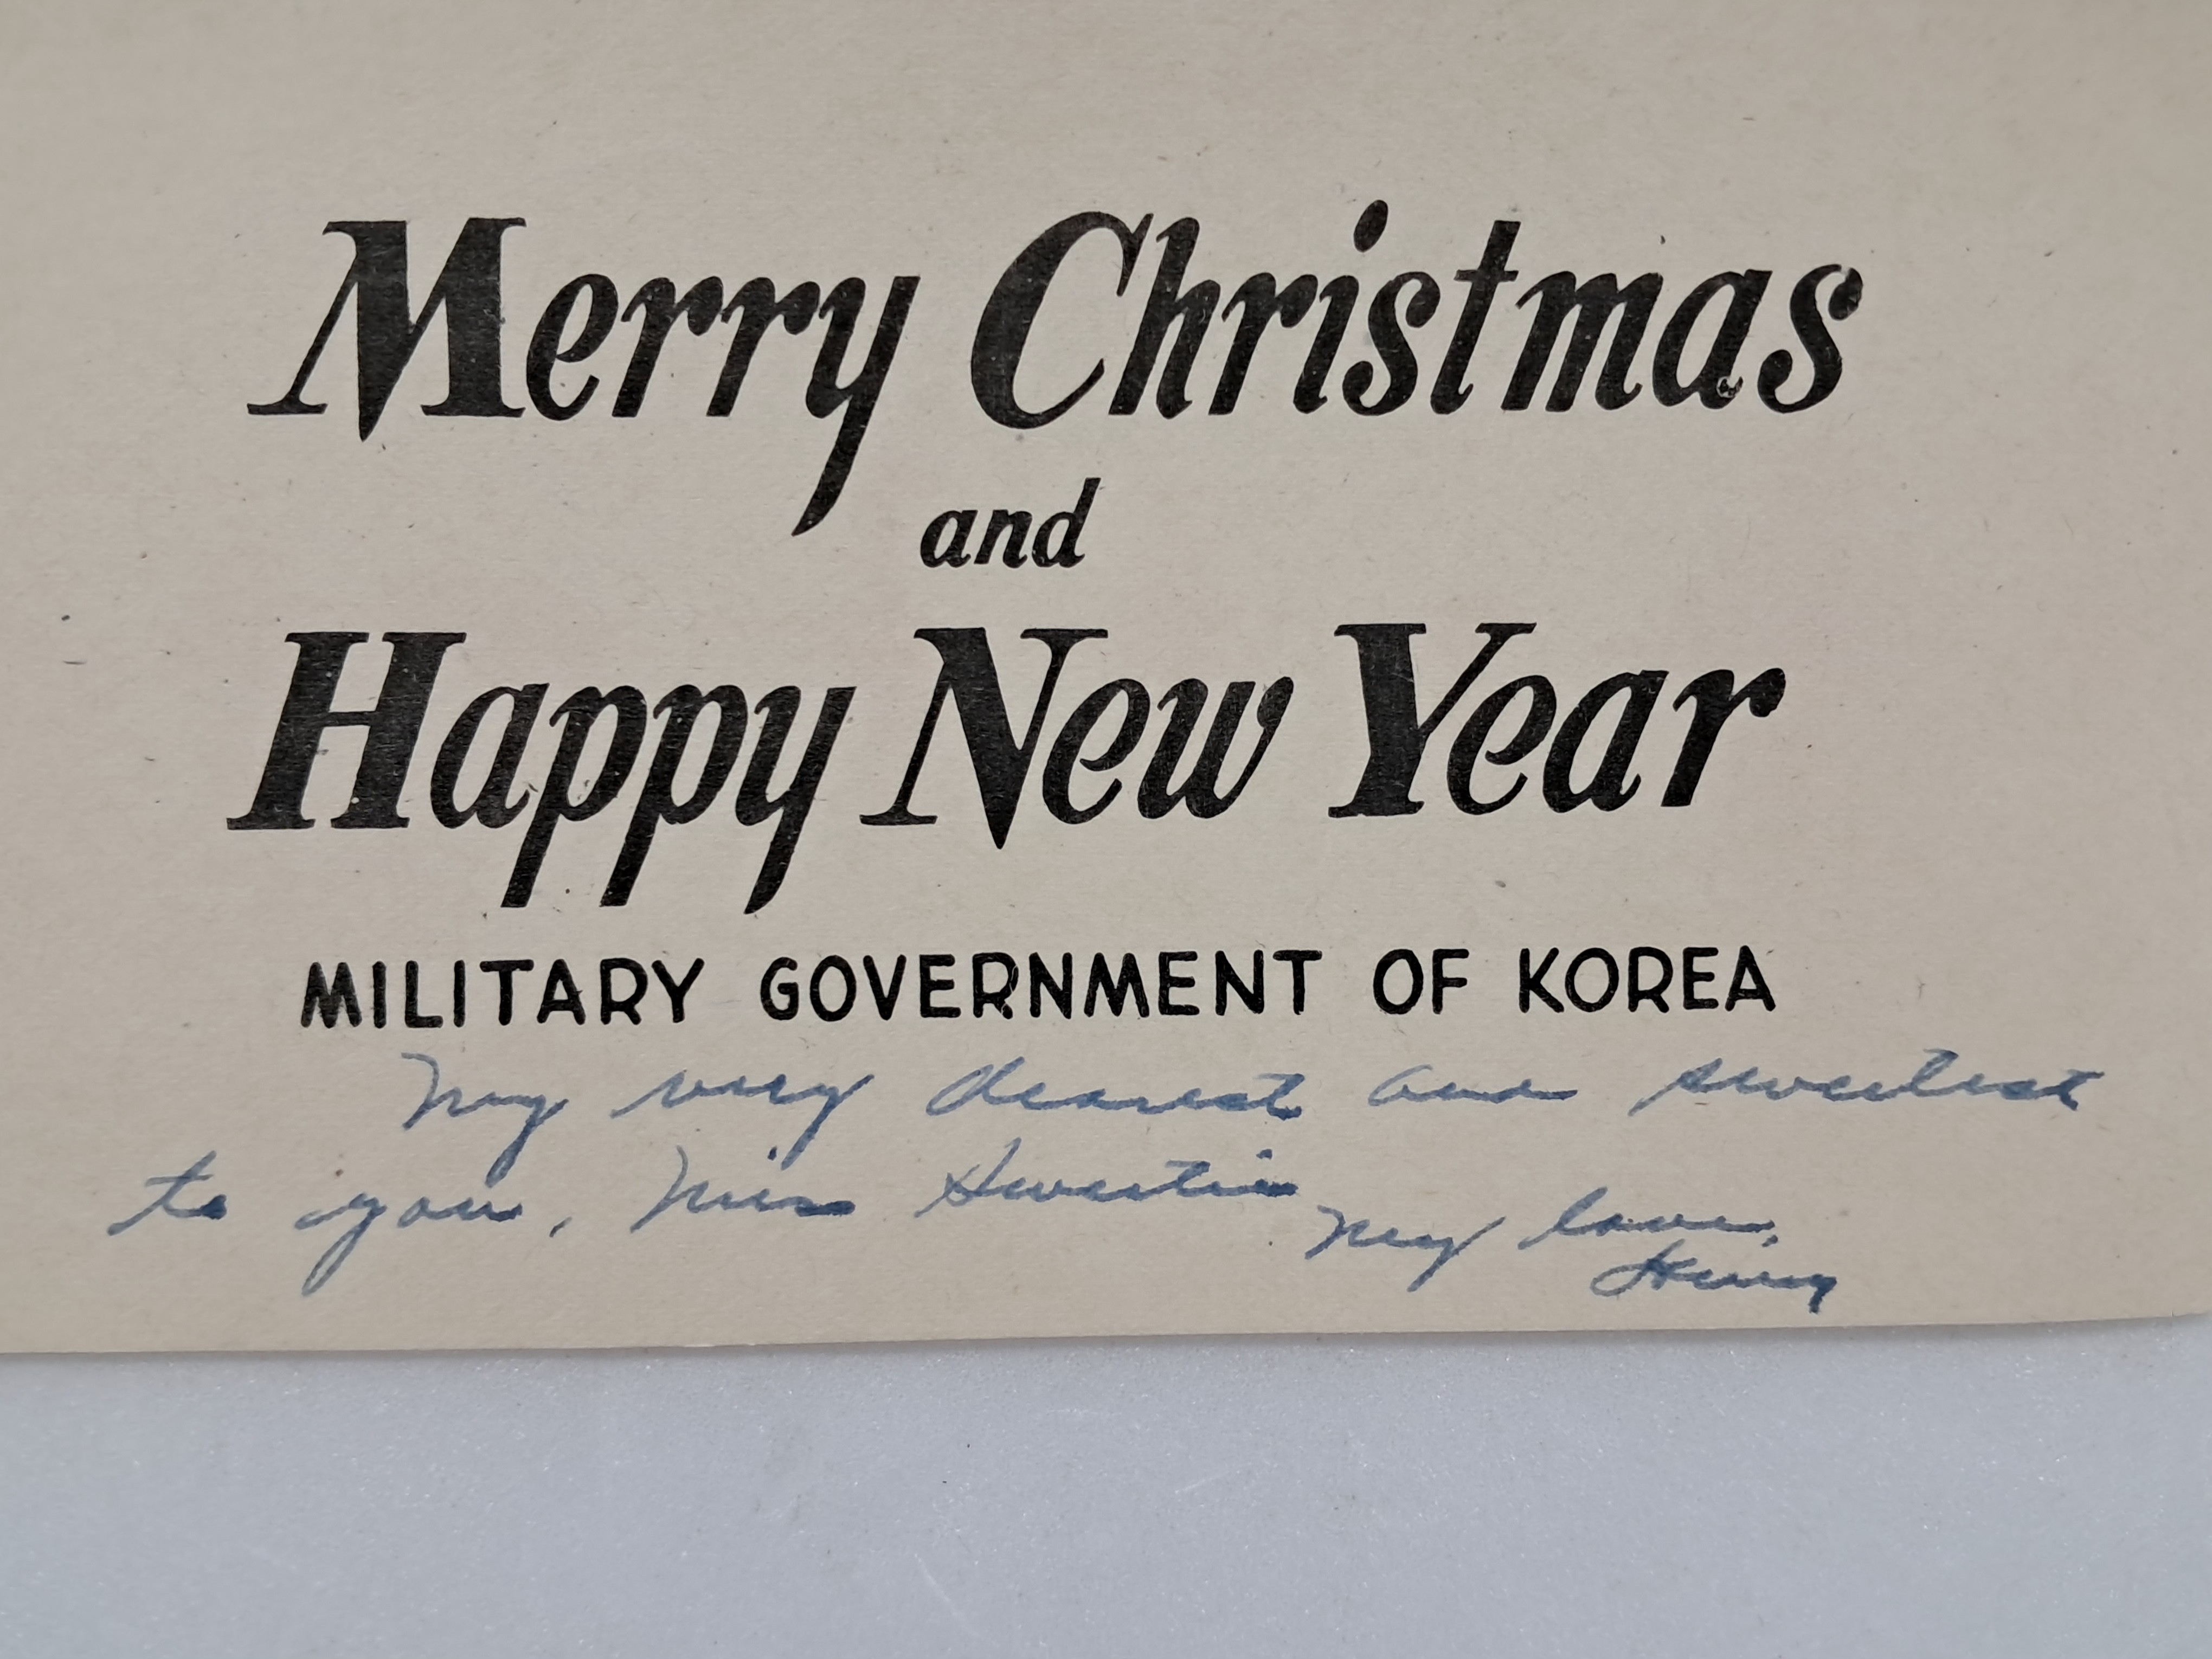 Merry Christmas
and
Happy New Year
MILITARY GOVERNMENT OF KOREA
My very dearest and sweetest
to you, Miss Sweetie
My love,
Henry